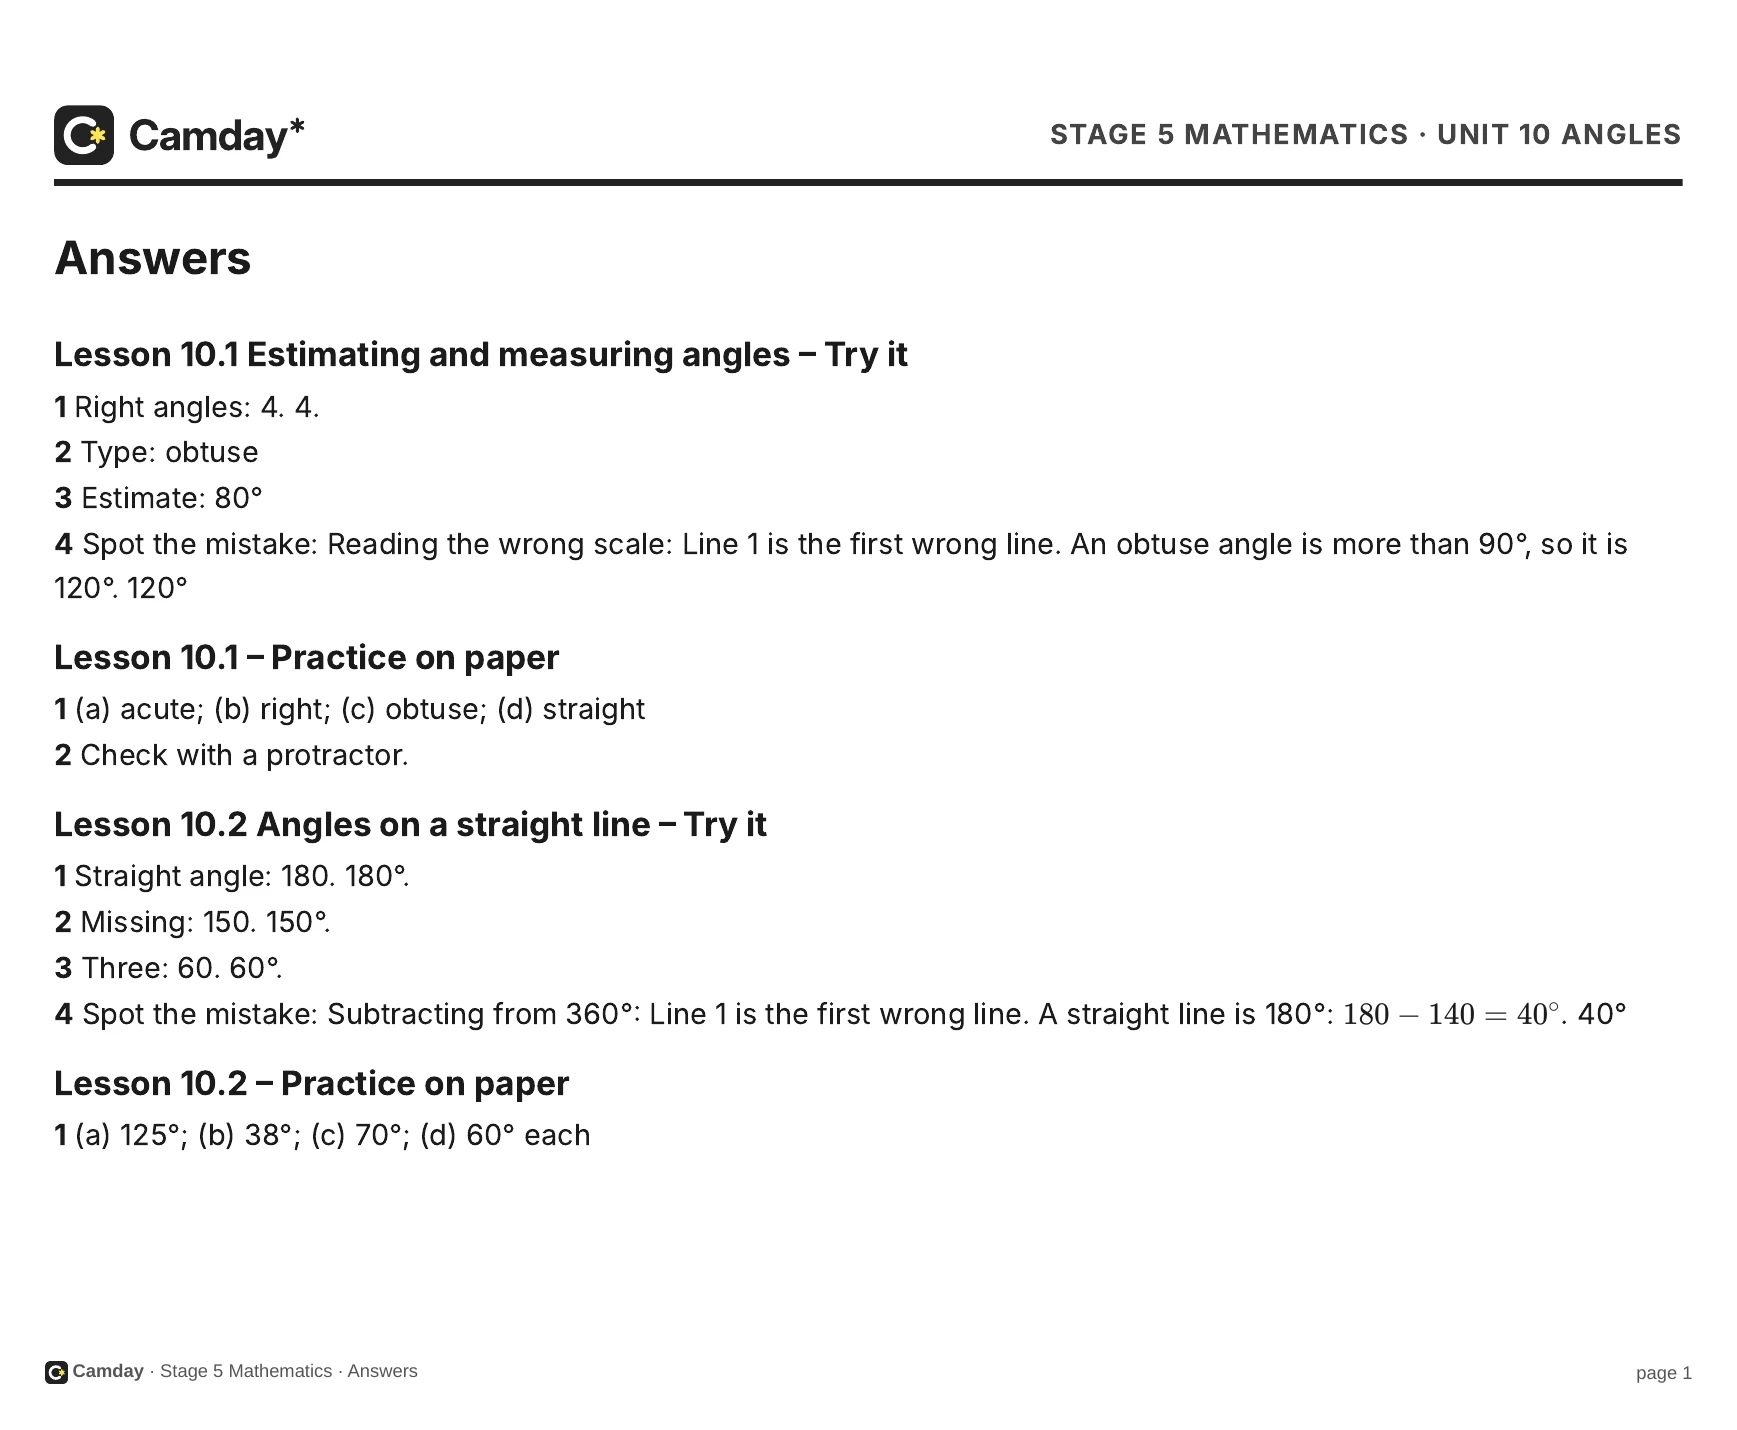 Camday*
STAGE 5 MATHEMATICS · UNIT 10 ANGLES
Answers
Lesson 10.1 Estimating and measuring angles – Try it
1 Right angles: 4. 4.
2 Type: obtuse
3 Estimate: 80°
4 Spot the mistake: Reading the wrong scale: Line 1 is the first wrong line. An obtuse angle is more than 90°, so it is
120°. 120°
Lesson 10.1 – Practice on paper
1 (a) acute; (b) right; (c) obtuse; (d) straight
2 Check with a protractor.
Lesson 10.2 Angles on a straight line – Try it
1 Straight angle: 180. 180°.
2 Missing: 150. 150°.
3 Three: 60. 60°.
4 Spot the mistake: Subtracting from 360°: Line 1 is the first wrong line. A straight line is 180°: 180 − 140 = 40°. 40°
Lesson 10.2 – Practice on paper
1 (a) 125°; (b) 38°; (c) 70°; (d) 60° each
Camday · Stage 5 Mathematics · Answers
page 1